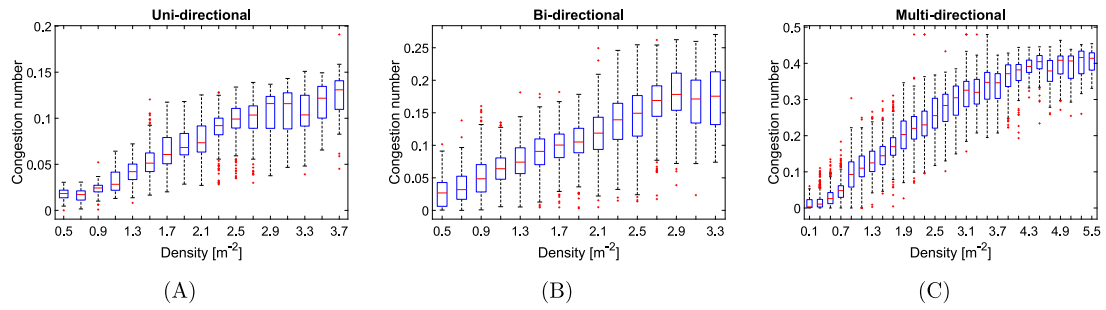 Uni-directional
0.2
0.15
0.1
0.05
0
Congestion number
0.5 0.9 1.3 1.7 2.1 2.5 2.9 3.3 3.7
Density [m⁻²]
(A)
Bi-directional
0.25
0.2
0.15
0.1
0.05
0
Congestion number
0.5 0.9 1.3 1.7 2.1 2.5 2.9 3.3
Density [m⁻²]
(B)
Multi-directional
0.5
0.4
0.3
0.2
0.1
0
Congestion number
0.1 0.7 1.3 1.9 2.5 3.1 3.7 4.3 4.9 5.5
Density [m⁻²]
(C)